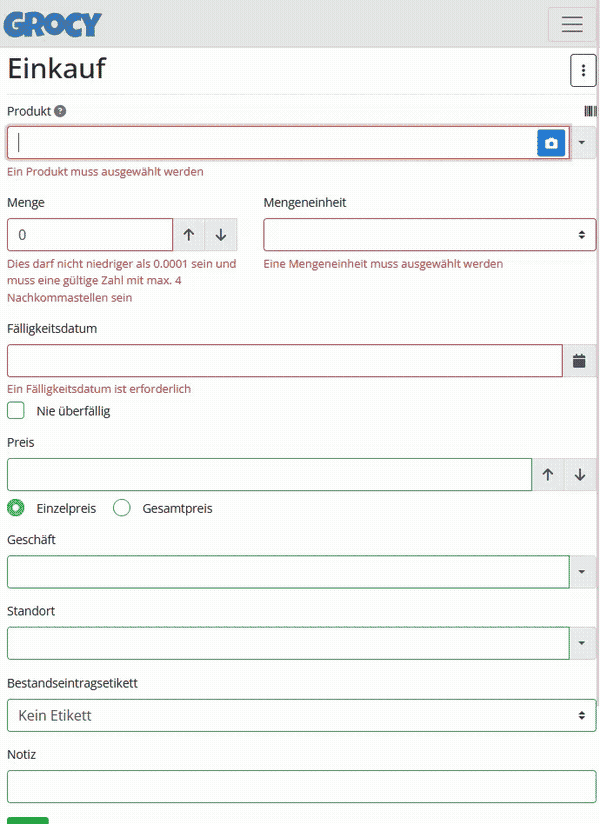 GROCY
Einkauf
Produkt
Ein Produkt muss ausgewählt werden
Menge
Mengeneinheit
0
Dies darf nicht niedriger als 0.0001 sein und
muss eine gültige Zahl mit max. 4
Nachkommastellen sein
Eine Mengeneinheit muss ausgewählt werden
Fälligkeitsdatum
Ein Fälligkeitsdatum ist erforderlich
Nie überfällig
Preis
Einzelpreis
Gesamtpreis
Geschäft
Standort
Bestandseintragsetikett
Kein Etikett
Notiz